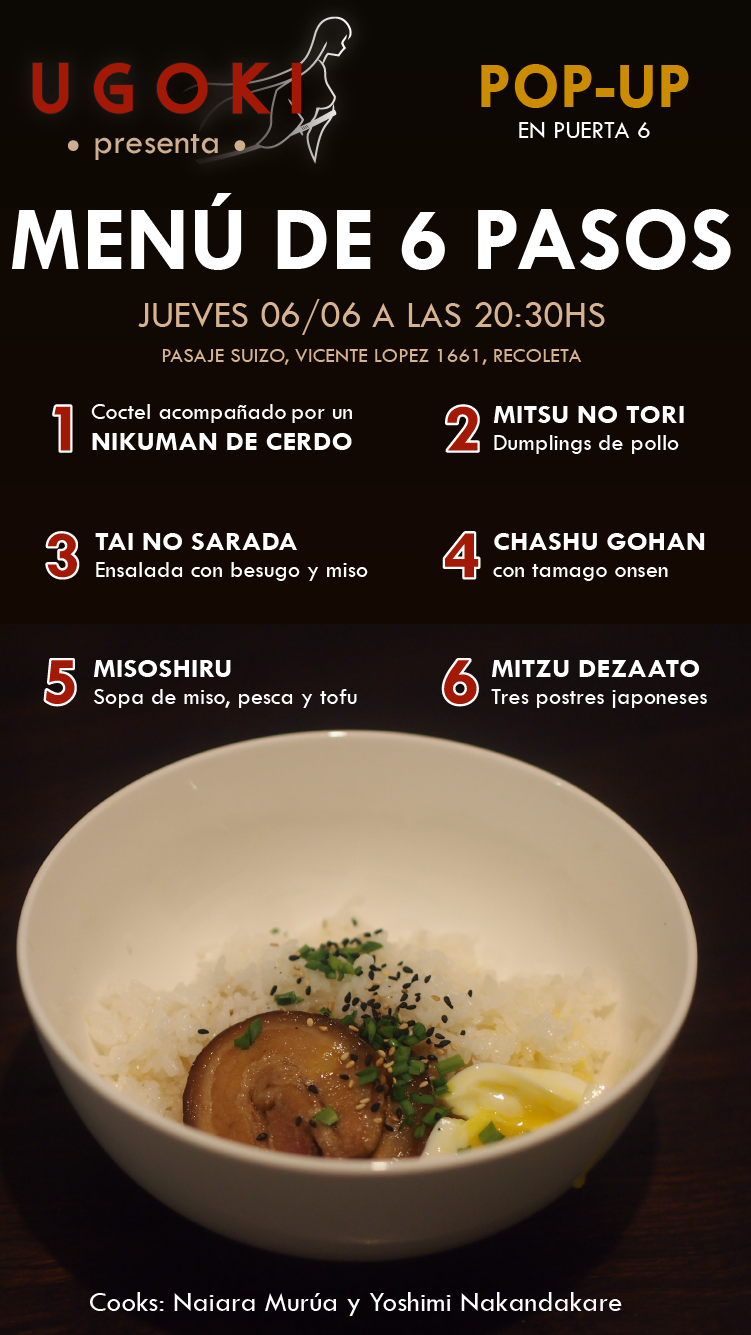 UGOKI
• presenta •
POP-UP
EN PUERTA 6
MENÚ DE 6 PASOS
JUEVES 06/06 A LAS 20:30HS
PASAJE SUIZO, VICENTE LOPEZ 1661, RECOLETA
1 Coctel acompañado por un
NIKUMAN DE CERDO
2 MITSU NO TORI
Dumplings de pollo
3 TAI NO SARADA
Ensalada con besugo y miso
4 CHASHU GOHAN
con tamago onsen
5 MISOSHIRU
Sopa de miso, pesca y tofu
6 MITZU DEZAATO
Tres postres japoneses
Cooks: Naiara Murúa y Yoshimi Nakandakare